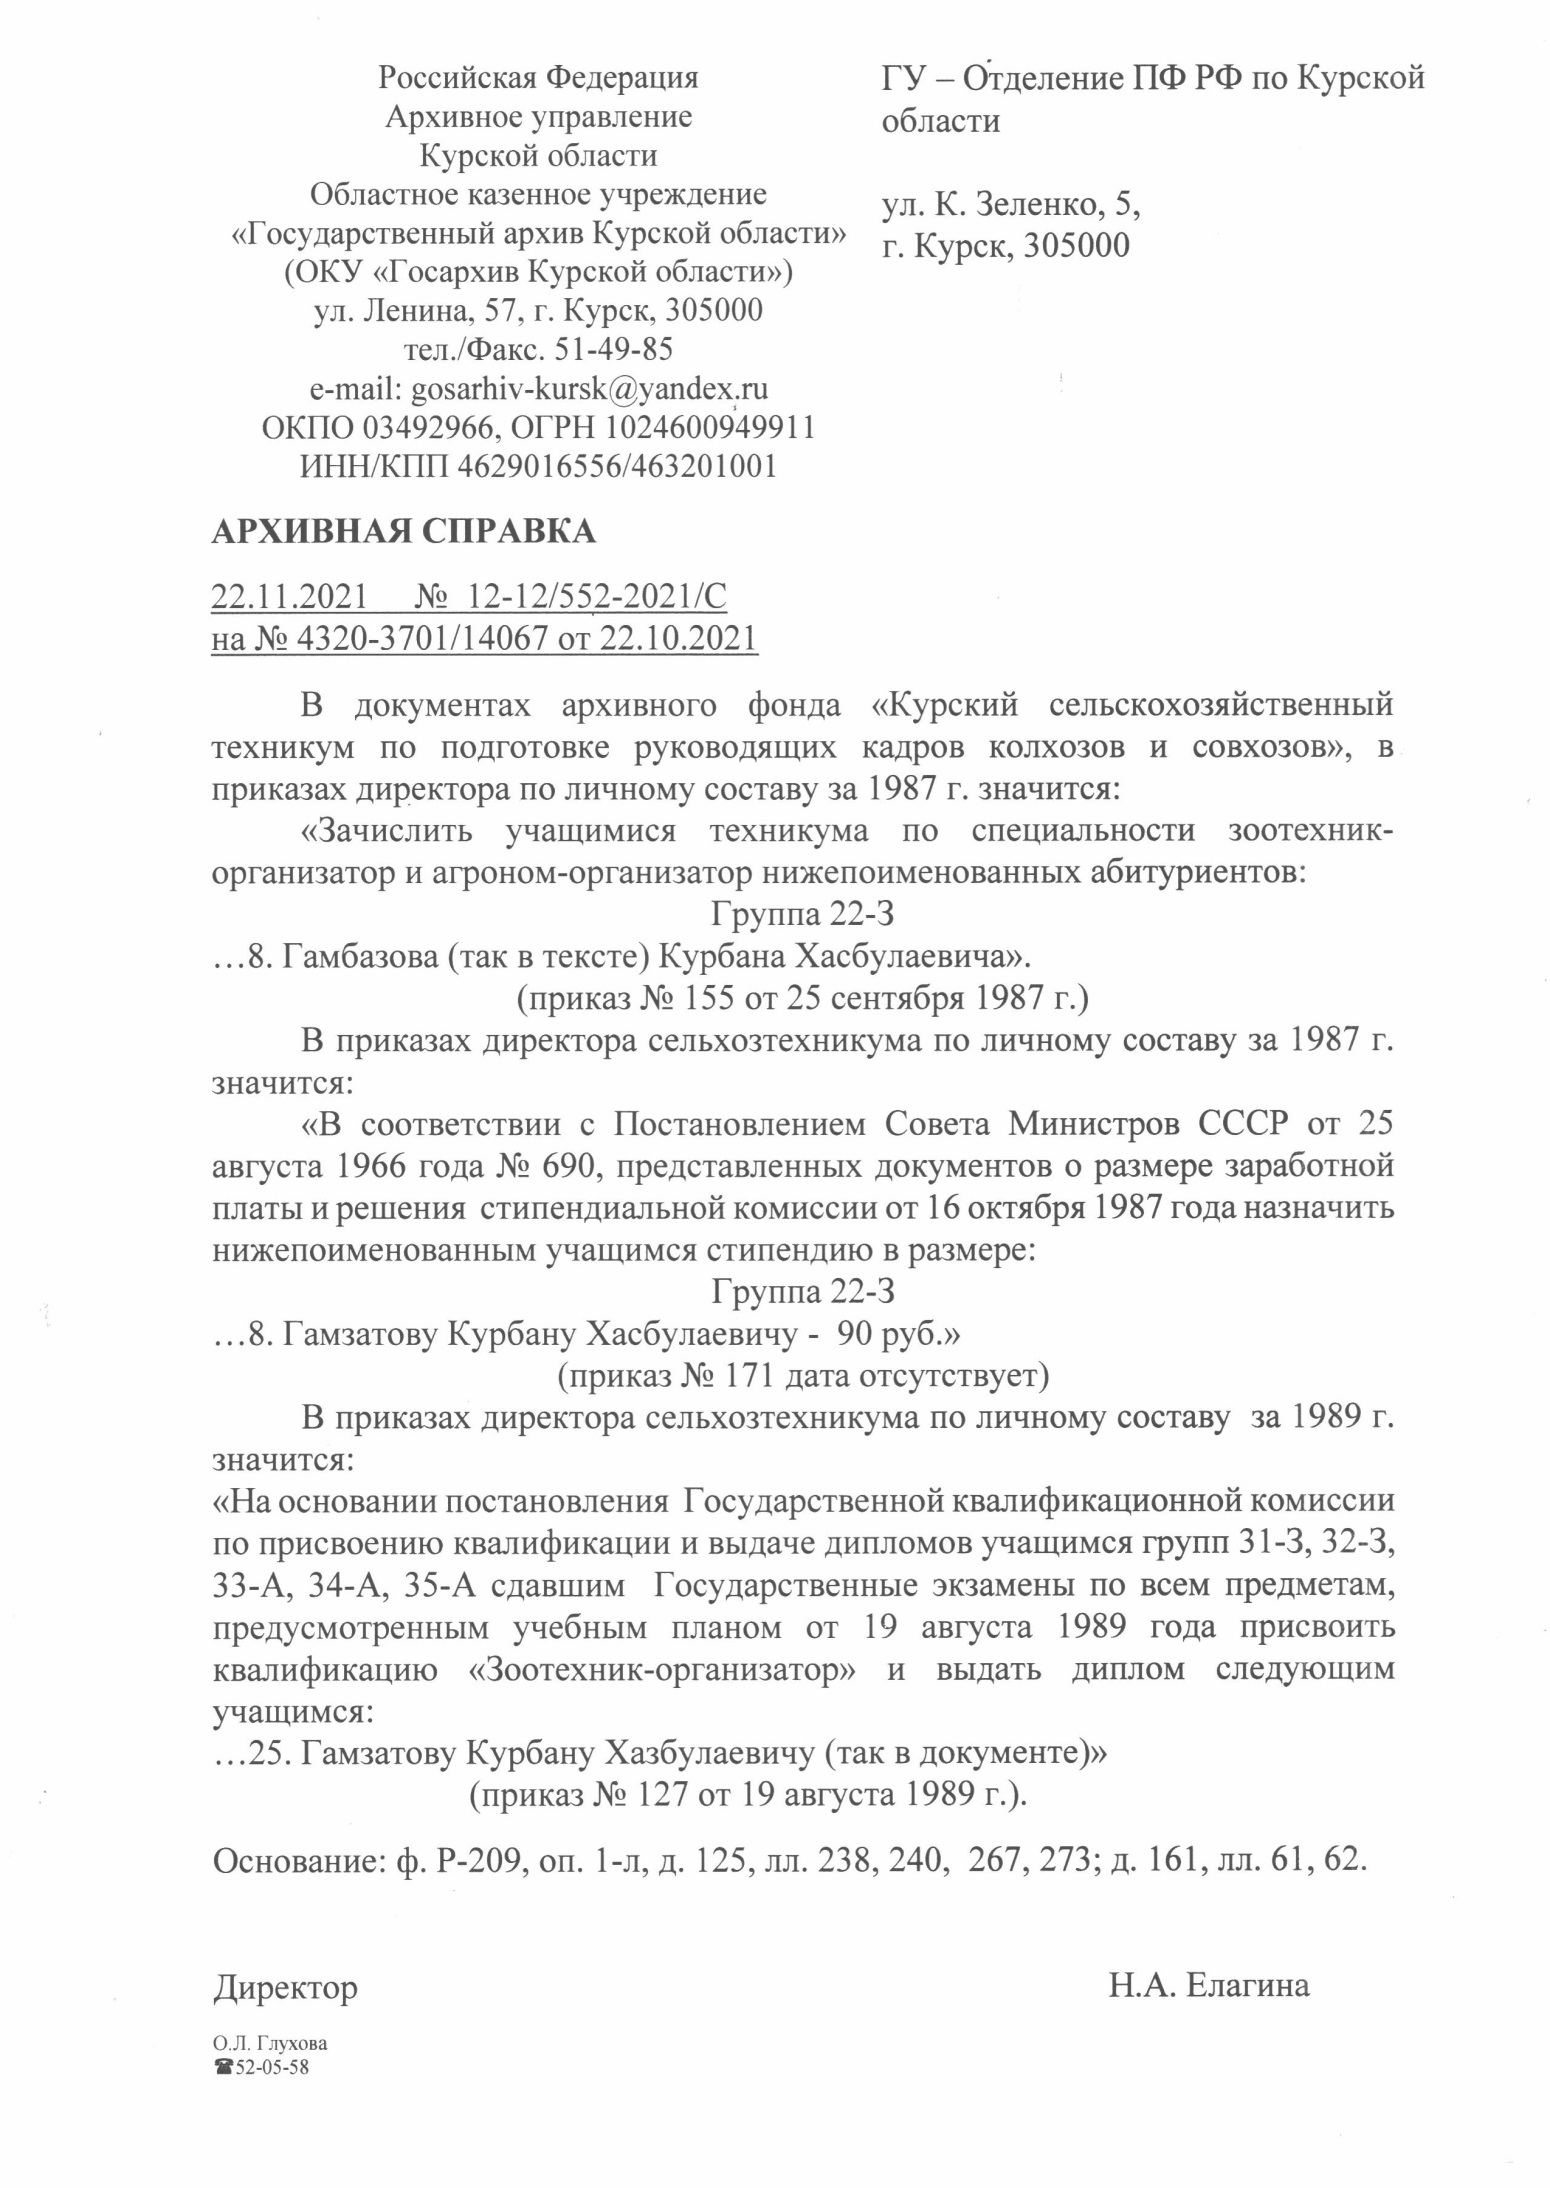 Российская Федерация
Архивное управление
Курской области
Областное казенное учреждение
«Государственный архив Курской области»
(ОКУ «Госархив Курской области»)
ул. Ленина, 57, г. Курск, 305000
тел./Факс. 51-49-85
e-mail: gosarhiv-kursk@yandex.ru
ОКПО 03492966, ОГРН 1024600949911
ИНН/КПП 4629016556/463201001
ГУ – Отделение ПФ РФ по Курской
области
ул. К. Зеленко, 5,
г. Курск, 305000
АРХИВНАЯ СПРАВКА
22.11.2021 № 12-12/552-2021/С
на № 4320-3701/14067 от 22.10.2021
В документах архивного фонда «Курский сельскохозяйственный
техникум по подготовке руководящих кадров колхозов и совхозов», в
приказах директора по личному составу за 1987 г. значится:
«Зачислить учащимися техникума по специальности зоотехник-
организатор и агроном-организатор нижепоименованных абитуриентов:
Группа 22-З
…8. Гамбазова (так в тексте) Курбана Хасбулаевича».
(приказ № 155 от 25 сентября 1987 г.)
В приказах директора сельхозтехникума по личному составу за 1987 г.
значится:
«В соответствии с Постановлением Совета Министров СССР от 25
августа 1966 года № 690, представленных документов о размере заработной
платы и решения стипендиальной комиссии от 16 октября 1987 года назначить
нижепоименованным учащимся стипендию в размере:
Группа 22-З
…8. Гамзатову Курбану Хасбулаевичу - 90 руб.»
(приказ № 171 дата отсутствует)
В приказах директора сельхозтехникума по личному составу за 1989 г.
значится:
«На основании постановления Государственной квалификационной комиссии
по присвоению квалификации и выдаче дипломов учащимся групп 31-З, 32-З,
33-А, 34-А, 35-А сдавшим Государственные экзамены по всем предметам,
предусмотренным учебным планом от 19 августа 1989 года присвоить
квалификацию «Зоотехник-организатор» и выдать диплом следующим
учащимся:
…25. Гамзатову Курбану Хазбулаевичу (так в документе)»
(приказ № 127 от 19 августа 1989 г.).
Основание: ф. Р-209, оп. 1-л, д. 125, лл. 238, 240, 267, 273; д. 161, лл. 61, 62.
Директор Н.А. Елагина
О.Л. Глухова
☎52-05-58